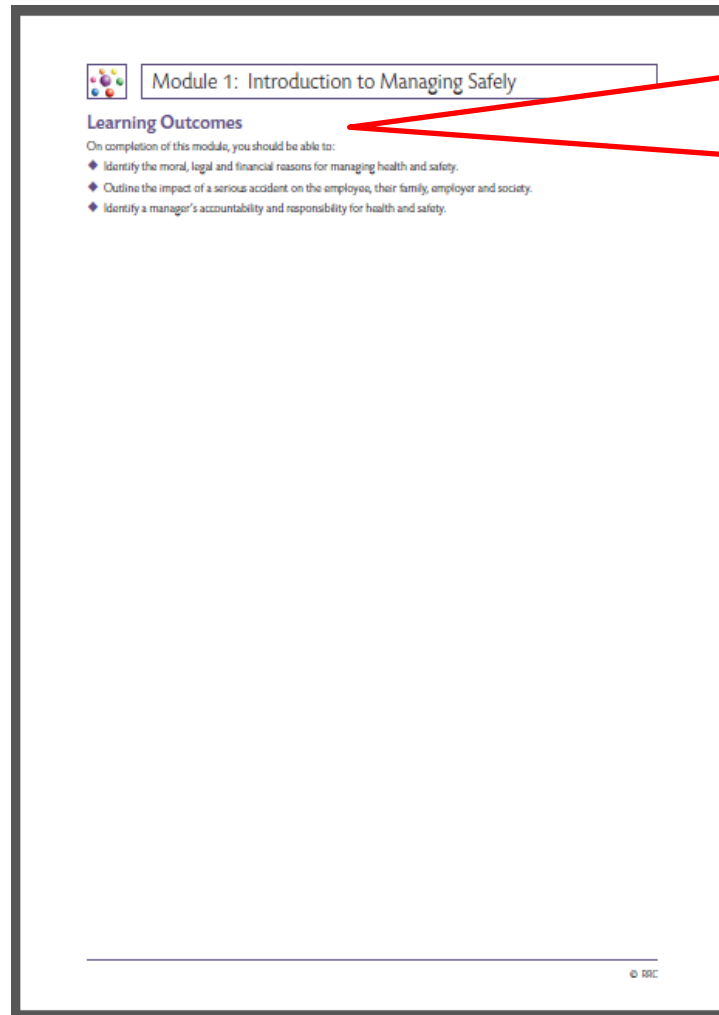 Module 1: Introduction to Managing Safely
Learning Outcomes
On completion of this module, you should be able to:
Identify the moral, legal and financial reasons for managing health and safety.
Outline the impact of a serious accident on the employee, their family, employer and society.
Identify a manager's accountability and responsibility for health and safety.
© RRC